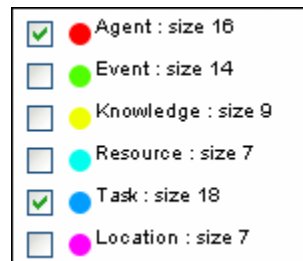 Agent : size 16
Event : size 14
Knowledge : size 9
Resource : size 7
Task : size 18
Location : size 7